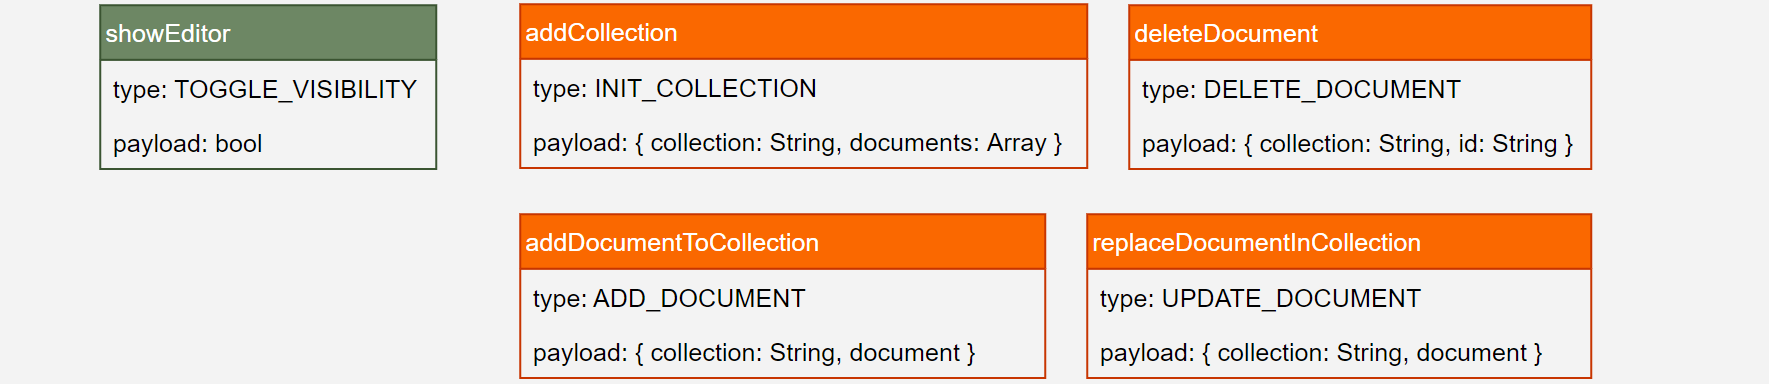 showEditor
type: TOGGLE_VISIBILITY
payload: bool
addCollection
type: INIT_COLLECTION
payload: { collection: String, documents: Array }
deleteDocument
type: DELETE_DOCUMENT
payload: { collection: String, id: String }
addDocumentToCollection
type: ADD_DOCUMENT
payload: { collection: String, document }
replaceDocumentInCollection
type: UPDATE_DOCUMENT
payload: { collection: String, document }